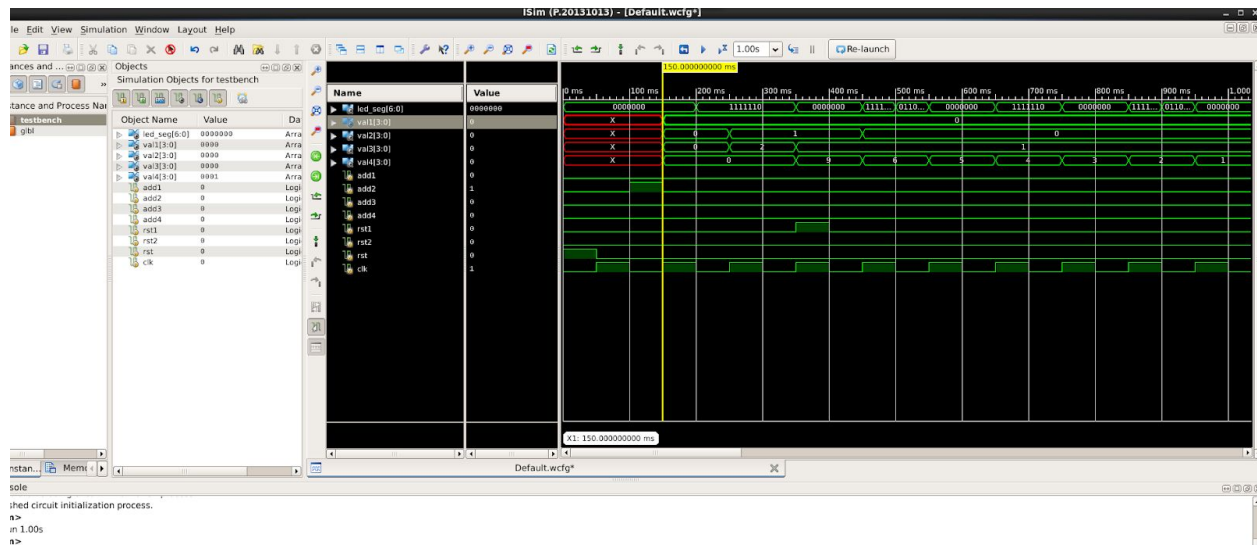 ISim (P.20131013) - [Default.wcfg*]
le Edit View Simulation Window Layout Help
1.00s Re-launch
ances and ... Objects
Simulation Objects for testbench
150.000000000 ms
stance and Process Nar
testbench
gibl
Object Name Value Da
led_seg[6:0] 0000000 Arra
val1[3:0] 0000 Arra
val2[3:0] 0000 Arra
val3[3:0] 0000 Arra
val4[3:0] 0001 Arra
add1 0 Logi
add2 0 Logi
add3 0 Logi
add4 0 Logi
rst1 0 Logi
rst2 0 Logi
rst 0 Logi
clk 0 Logi
Name Value
0 ms 100 ms 200 ms 300 ms 400 ms 500 ms 600 ms 700 ms 800 ms 900 ms 1,000
led_seg[6:0] 0000000 0000000 1111110 0000000 1111... 0110... 0000000 1111110 0000000 1111... 0110... 0000000
val1[3:0] 0 X 0
val2[3:0] 0 X 0 1 0
val3[3:0] 0 X 0 2 1
val4[3:0] 0 X 0 9 6 5 4 3 2 1
add1 0
add2 1
add3 0
add4 0
rst1 0
rst2 0
rst 0
clk 1
X1: 150.000000000 ms
nstan... Memo
Default.wcfg*
sole
shed circuit initialization process.
n>
un 1.00s
n>